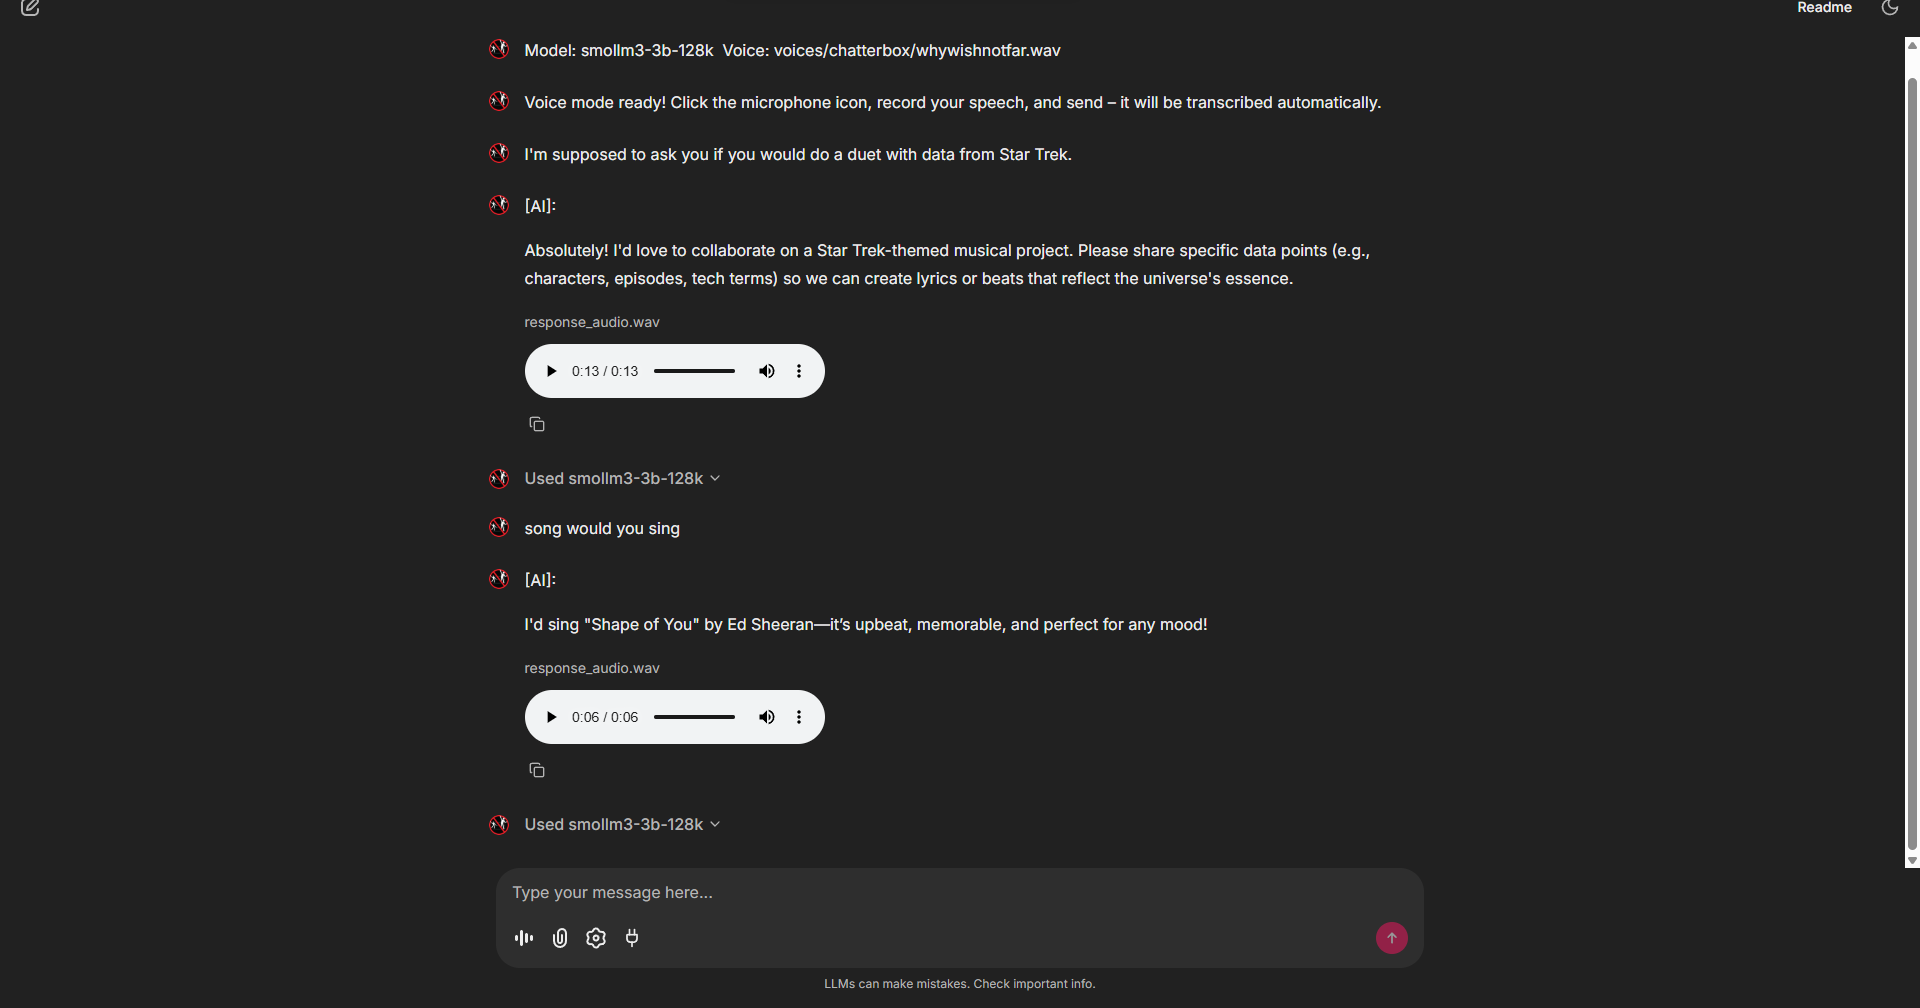 Readme
Model: smollm3-3b-128k  Voice: voices/chatterbox/whywishnotfar.wav
Voice mode ready! Click the microphone icon, record your speech, and send – it will be transcribed automatically.
I'm supposed to ask you if you would do a duet with data from Star Trek.
[AI]:
Absolutely! I'd love to collaborate on a Star Trek-themed musical project. Please share specific data points (e.g.,
characters, episodes, tech terms) so we can create lyrics or beats that reflect the universe's essence.
response_audio.wav
0:13 / 0:13
Used smollm3-3b-128k
song would you sing
[AI]:
I'd sing "Shape of You" by Ed Sheeran—it’s upbeat, memorable, and perfect for any mood!
response_audio.wav
0:06 / 0:06
Used smollm3-3b-128k
Type your message here...
LLMs can make mistakes. Check important info.